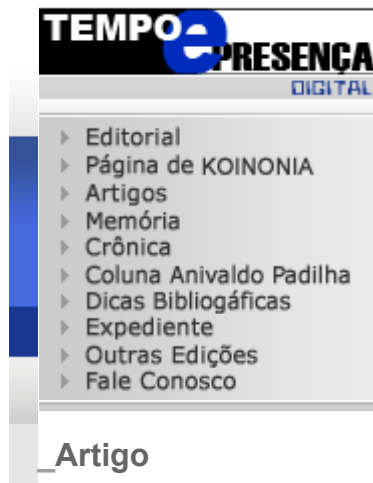 TEMPO
e
PRESENÇA
DIGITAL
Editorial
Página de KOINONIA
Artigos
Memória
Crônica
Coluna Anivaldo Padilha
Dicas Bibliogáficas
Expediente
Outras Edições
Fale Conosco
_Artigo